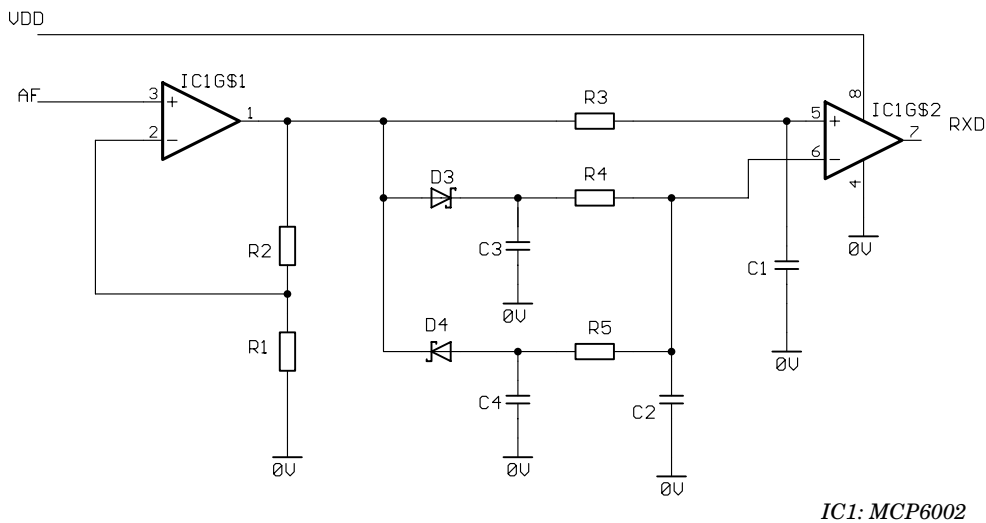 VDD
AF
3
2
IC1G$1
1
R3
5
6
8
IC1G$2
7
RXD
4
0V
D3
R4
R2
C3
0V
C1
0V
R1
D4
R5
C4
C2
0V
0V
0V
IC1: MCP6002